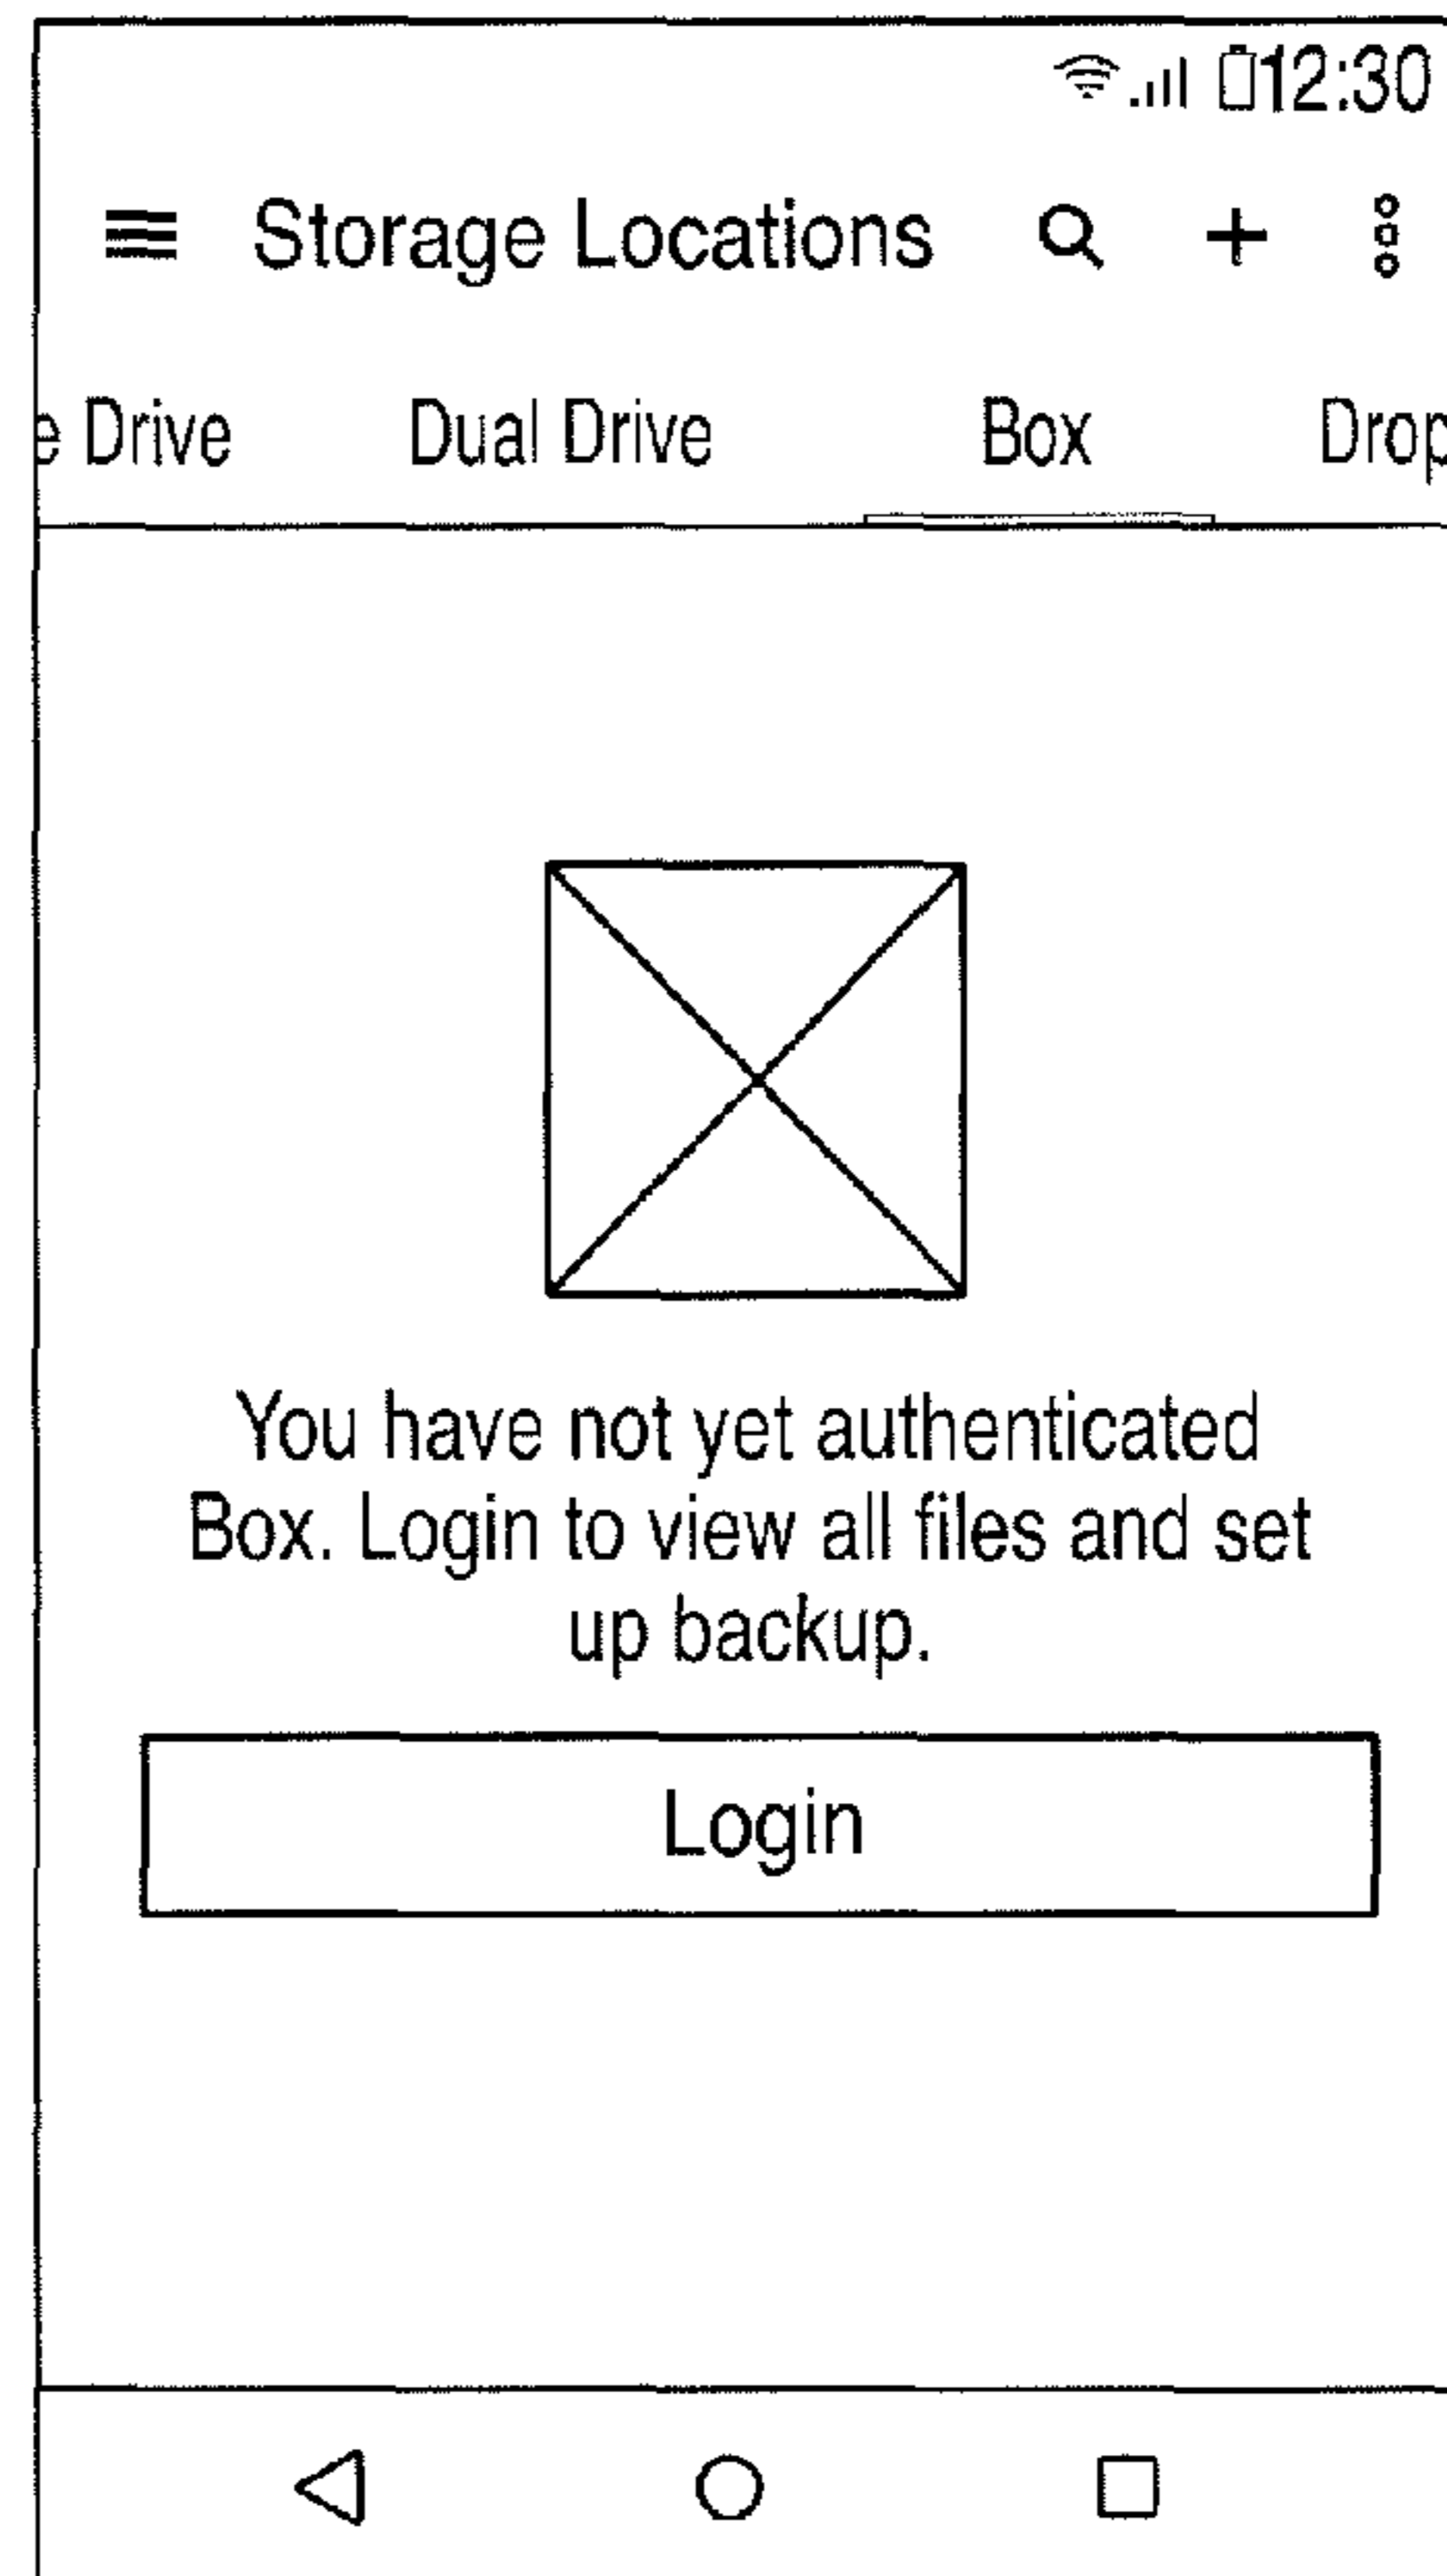 12:30
Storage Locations
e Drive Dual Drive Box Drop
You have not yet authenticated
Box. Login to view all files and set
up backup.
Login